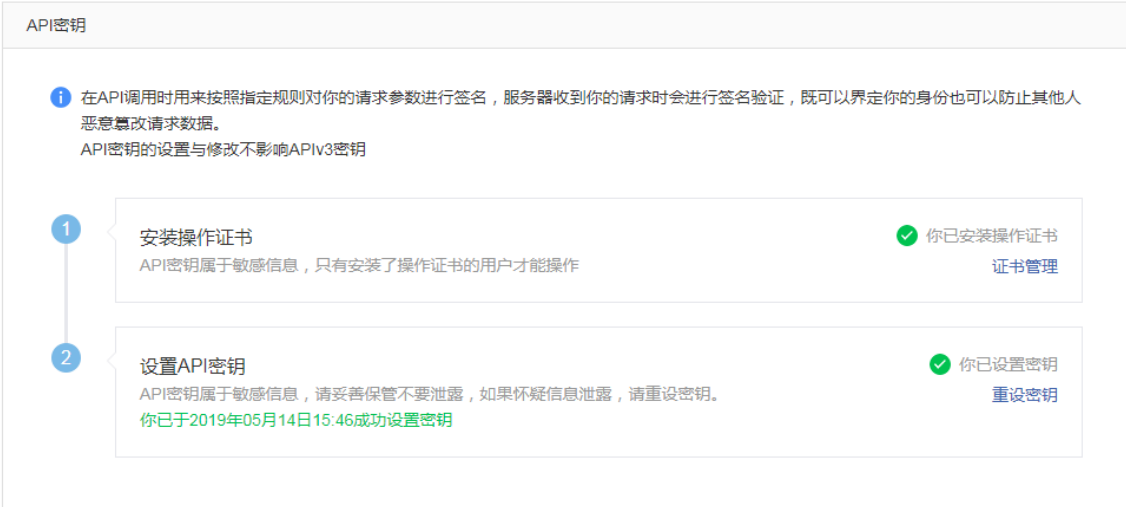 API密钥
在API调用时用来按照指定规则对你的请求参数进行签名，服务器收到你的请求时会进行签名验证，既可以界定你的身份也可以防止其他人
恶意篡改请求数据。
API密钥的设置与修改不影响APIv3密钥
1
安装操作证书
你已安装操作证书
API密钥属于敏感信息，只有安装了操作证书的用户才能操作
证书管理
2
设置API密钥
你已设置密钥
API密钥属于敏感信息，请妥善保管不要泄露，如果怀疑信息泄露，请重设密钥。
重设密钥
你已于2019年05月14日15:46成功设置密钥